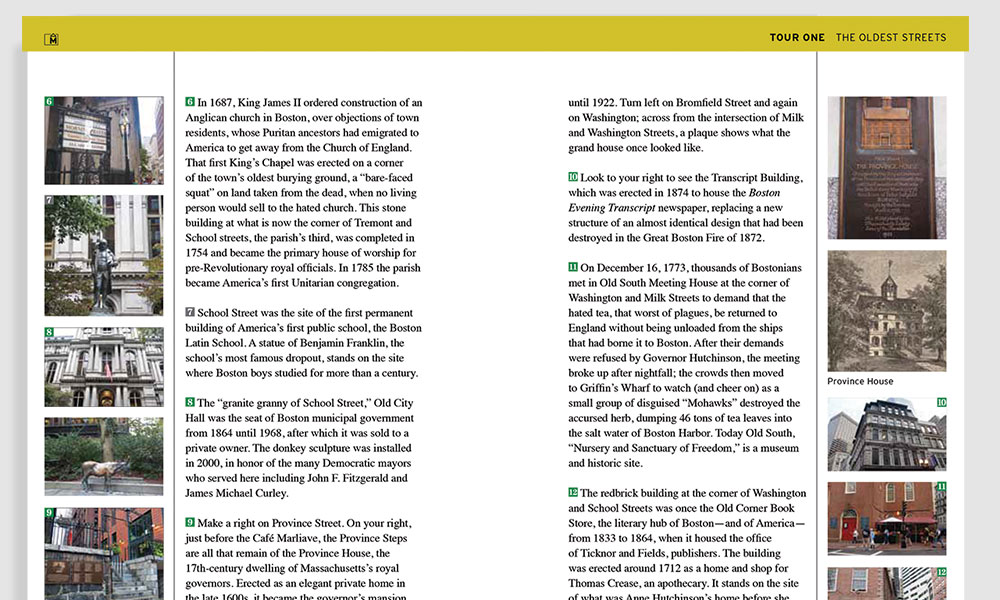 TOUR ONE THE OLDEST STREETS
6
7
8
9
6 In 1687, King James II ordered construction of an
Anglican church in Boston, over objections of town
residents, whose Puritan ancestors had emigrated to
America to get away from the Church of England.
That first King's Chapel was erected on a corner
of the town's oldest burying ground, a “bare-faced
squat” on land taken from the dead, when no living
person would sell to the hated church. This stone
building at what is now the corner of Tremont and
School streets, the parish's third, was completed in
1754 and became the primary house of worship for
pre-Revolutionary royal officials. In 1785 the parish
became America's first Unitarian congregation.
7 School Street was the site of the first permanent
building of America's first public school, the Boston
Latin School. A statue of Benjamin Franklin, the
school's most famous dropout, stands on the site
where Boston boys studied for more than a century.
8 The “granite granny of School Street,” Old City
Hall was the seat of Boston municipal government
from 1864 until 1968, after which it was sold to a
private owner. The donkey sculpture was installed
in 2000, in honor of the many Democratic mayors
who served here including John F. Fitzgerald and
James Michael Curley.
9 Make a right on Province Street. On your right,
just before the Café Marliave, the Province Steps
are all that remain of the Province House, the
17th-century dwelling of Massachusetts's royal
governors. Erected as an elegant private home in
the late 1600s, it became the governor's mansion
until 1922. Turn left on Bromfield Street and again
on Washington; across from the intersection of Milk
and Washington Streets, a plaque shows what the
grand house once looked like.
10 Look to your right to see the Transcript Building,
which was erected in 1874 to house the Boston
Evening Transcript newspaper, replacing a new
structure of an almost identical design that had been
destroyed in the Great Boston Fire of 1872.
11 On December 16, 1773, thousands of Bostonians
met in Old South Meeting House at the corner of
Washington and Milk Streets to demand that the
hated tea, that worst of plagues, be returned to
England without being unloaded from the ships
that had borne it to Boston. After their demands
were refused by Governor Hutchinson, the meeting
broke up after nightfall; the crowds then moved
to Griffin's Wharf to watch (and cheer on) as a
small group of disguised “Mohawks” destroyed the
accursed herb, dumping 46 tons of tea leaves into
the salt water of Boston Harbor. Today Old South,
“Nursery and Sanctuary of Freedom,” is a museum
and historic site.
12 The redbrick building at the corner of Washington
and School Streets was once the Old Corner Book
Store, the literary hub of Boston—and of America—
from 1833 to 1864, when it housed the office
of Ticknor and Fields, publishers. The building
was erected around 1712 as a home and shop for
Thomas Crease, an apothecary. It stands on the site
of what was Anne Hutchinson's home before she
THE PROVINCE HOUSE
Province House
10
11
12